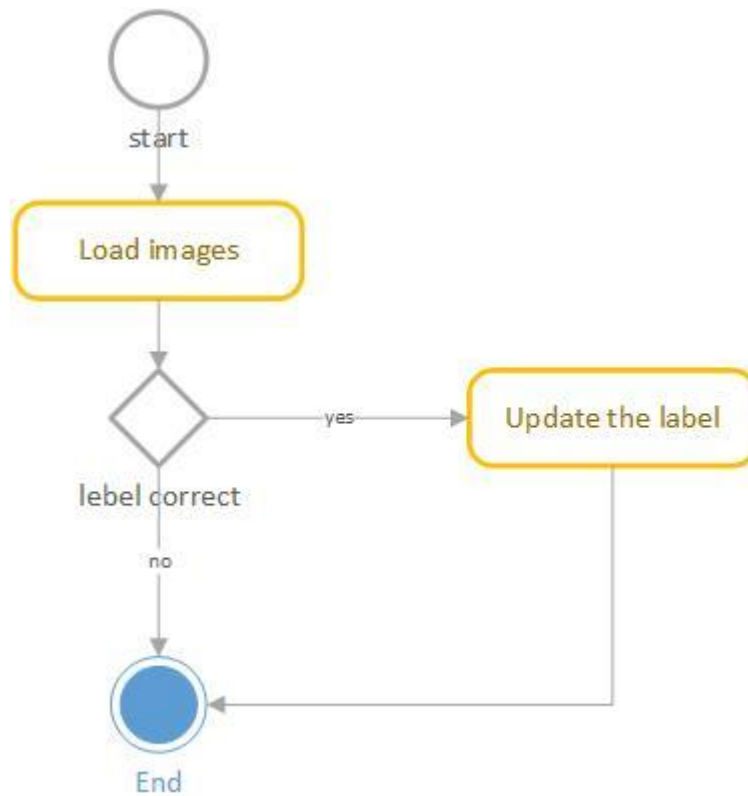 start
Load images
yes
Update the label
lebel correct
no
End